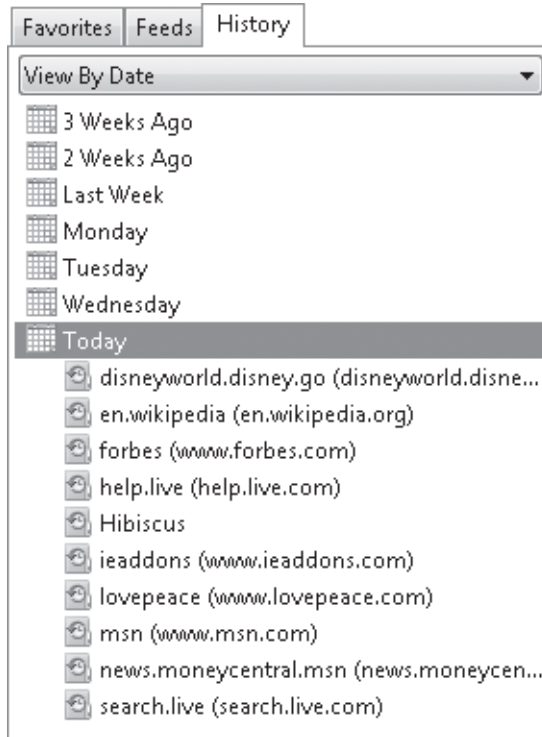 Favorites Feeds History
View By Date
3 Weeks Ago
2 Weeks Ago
Last Week
Monday
Tuesday
Wednesday
Today
disneyworld.disney.go (disneyworld.disne...
en.wikipedia (en.wikipedia.org)
forbes (www.forbes.com)
help.live (help.live.com)
Hibiscus
ieaddons (www.ieaddons.com)
lovepeace (www.lovepeace.com)
msn (www.msn.com)
news.moneycentral.msn (news.moneycen...
search.live (search.live.com)